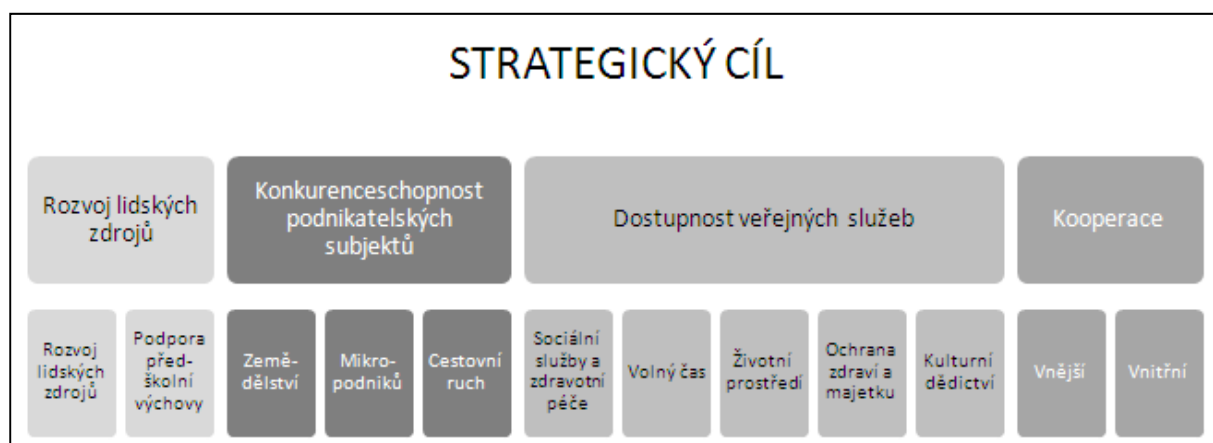 STRATEGICKÝ CÍL
Rozvoj lidských
zdrojů
Konkurenceschopnost
podnikatelských
subjektů
Dostupnost veřejných služeb
Kooperace
Rozvoj
lidských
zdrojů
Podpora
před-
školní
výchovy
Země-
dělství
Mikro-
podniků
Cestovní
ruch
Sociální
služby a
zdravotní
péče
Volný čas
Životní
prostředí
Ochrana
zdraví a
majetku
Kulturní
dědictví
Vnější
Vnitřní